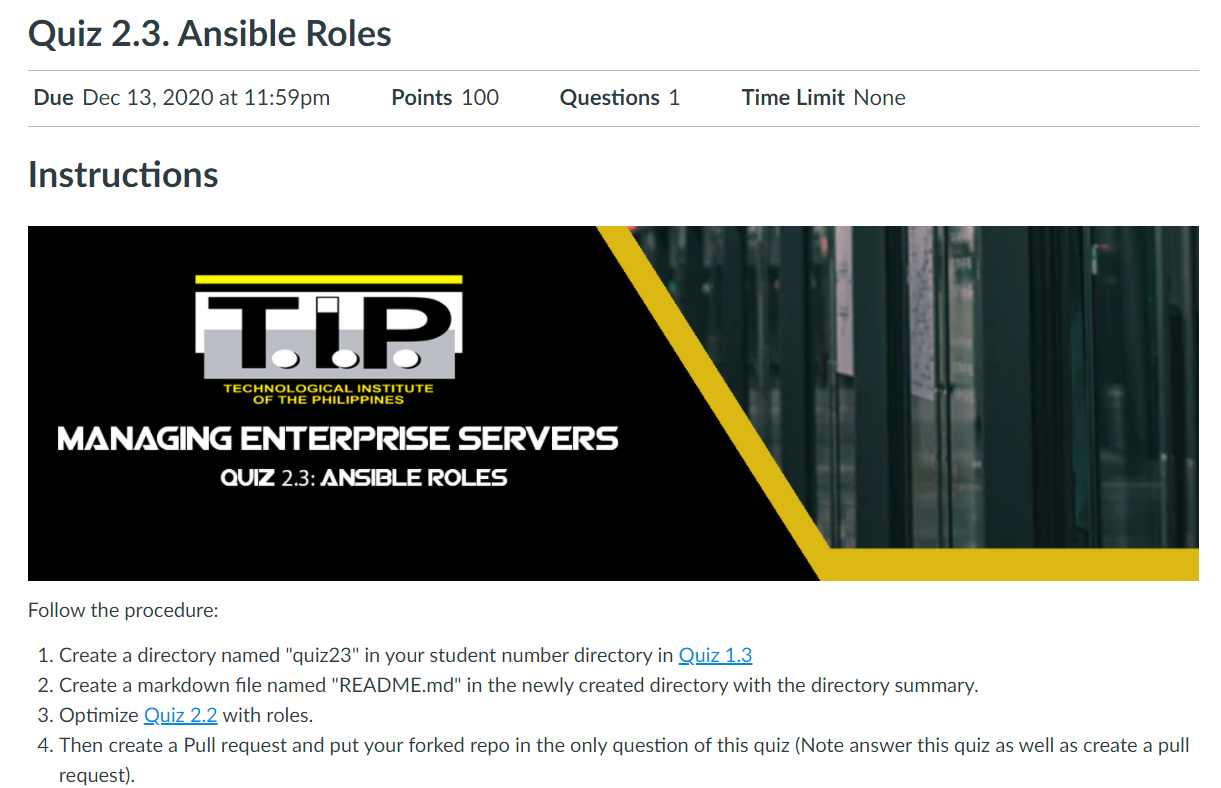 Quiz 2.3. Ansible Roles
Due Dec 13, 2020 at 11:59pm Points 100 Questions 1 Time Limit None
Instructions
T.I.P.
TECHNOLOGICAL INSTITUTE
OF THE PHILIPPINES
MANAGING ENTERPRISE SERVERS
QUIZ 2.3: ANSIBLE ROLES
Follow the procedure:
1. Create a directory named "quiz23" in your student number directory in Quiz 1.3
2. Create a markdown file named "README.md" in the newly created directory with the directory summary.
3. Optimize Quiz 2.2 with roles.
4. Then create a Pull request and put your forked repo in the only question of this quiz (Note answer this quiz as well as create a pull
request).